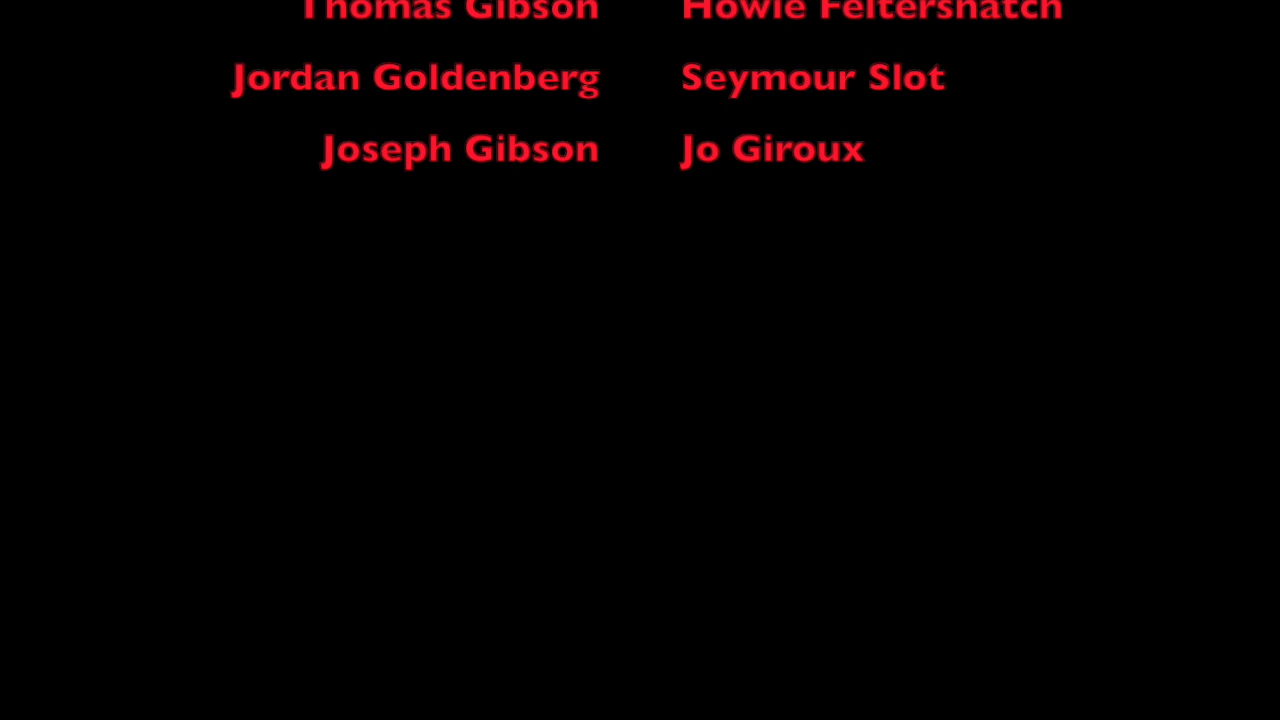 Thomas Gibson Howie Feltersnatch
Jordan Goldenberg Seymour Slot
Joseph Gibson Jo Giroux